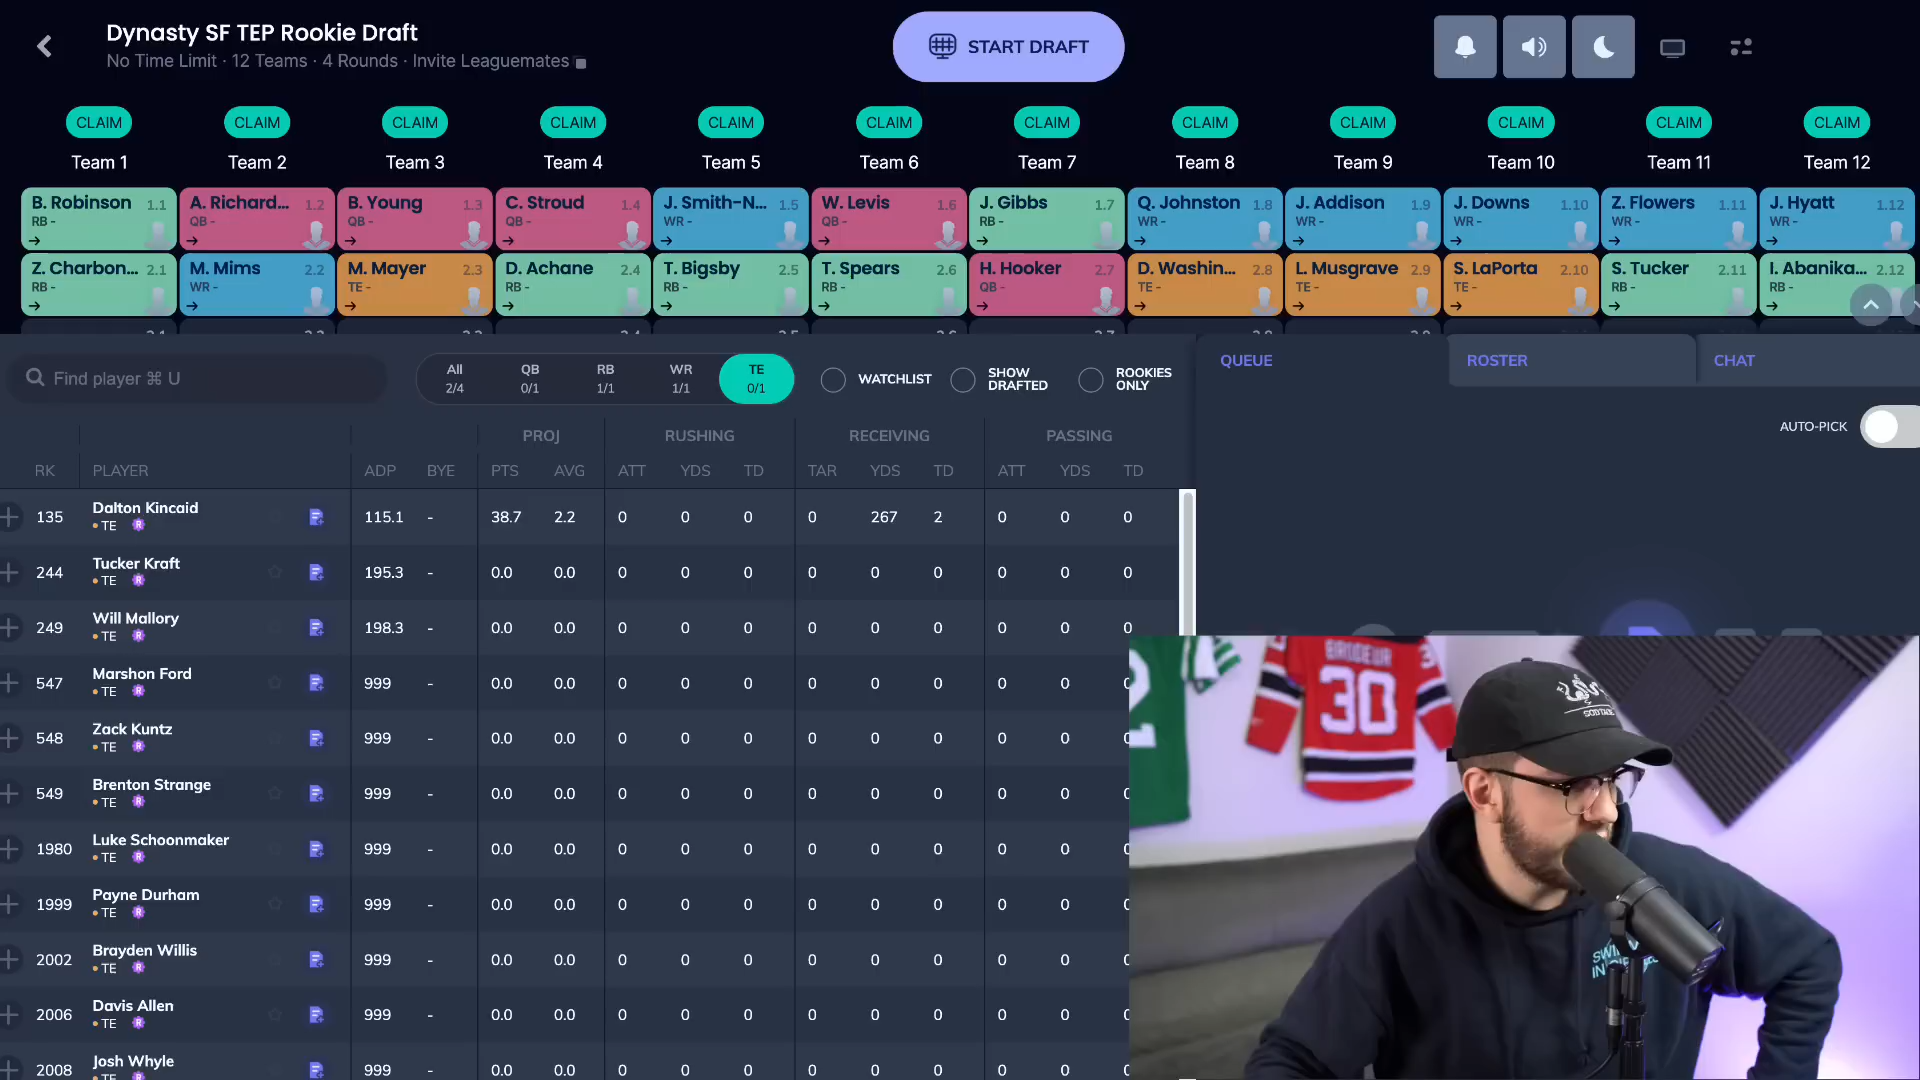 Dynasty SF TEP Rookie Draft
No Time Limit · 12 Teams · 4 Rounds · Invite Leaguemates
START DRAFT
CLAIM CLAIM CLAIM CLAIM CLAIM CLAIM CLAIM CLAIM CLAIM CLAIM CLAIM CLAIM
Team 1 Team 2 Team 3 Team 4 Team 5 Team 6 Team 7 Team 8 Team 9 Team 10 Team 11 Team 12
B. Robinson 1.1 A. Richard... 1.2 B. Young 1.3 C. Stroud 1.4 J. Smith-N... 1.5 W. Levis 1.6 J. Gibbs 1.7 Q. Johnston 1.8 J. Addison 1.9 J. Downs 1.10 Z. Flowers 1.11 J. Hyatt 1.12
RB - QB - QB - QB - WR - QB - RB - WR - WR - WR - WR - WR -
Z. Charbon... 2.1 M. Mims 2.2 M. Mayer 2.3 D. Achane 2.4 T. Bigsby 2.5 T. Spears 2.6 H. Hooker 2.7 D. Washin... 2.8 L. Musgrave 2.9 S. LaPorta 2.10 S. Tucker 2.11 I. Abanika... 2.12
RB - WR - TE - RB - RB - RB - QB - TE - TE - TE - RB - RB -
Find player ⌘ U
All QB RB WR TE
2/4 0/1 1/1 1/1 0/1
WATCHLIST
SHOW DRAFTED
ROOKIES ONLY
QUEUE ROSTER CHAT
AUTO-PICK
PROJ RUSHING RECEIVING PASSING
RK PLAYER ADP BYE PTS AVG ATT YDS TD TAR YDS TD ATT YDS TD
135 Dalton Kincaid TE R 115.1 - 38.7 2.2 0 0 0 0 267 2 0 0 0
244 Tucker Kraft TE R 195.3 - 0.0 0.0 0 0 0 0 0 0 0 0 0
249 Will Mallory TE R 198.3 - 0.0 0.0 0 0 0 0 0 0 0 0 0
547 Marshon Ford TE R 999 - 0.0 0.0 0 0 0 0 0 0 0 0
548 Zack Kuntz TE R 999 - 0.0 0.0 0 0 0 0 0 0 0 0
549 Brenton Strange TE R 999 - 0.0 0.0 0 0 0 0 0 0 0 0
1980 Luke Schoonmaker TE R 999 - 0.0 0.0 0 0 0 0 0 0 0 0
1999 Payne Durham TE R 999 - 0.0 0.0 0 0 0 0 0 0 0 0
2002 Brayden Willis TE R 999 - 0.0 0.0 0 0 0 0 0 0 0 0
2006 Davis Allen TE R 999 - 0.0 0.0 0 0 0 0 0 0 0 0
2008 Josh Whyle TE 999 - 0.0 0.0 0 0 0 0 0 0 0 0
BRODEUR
30